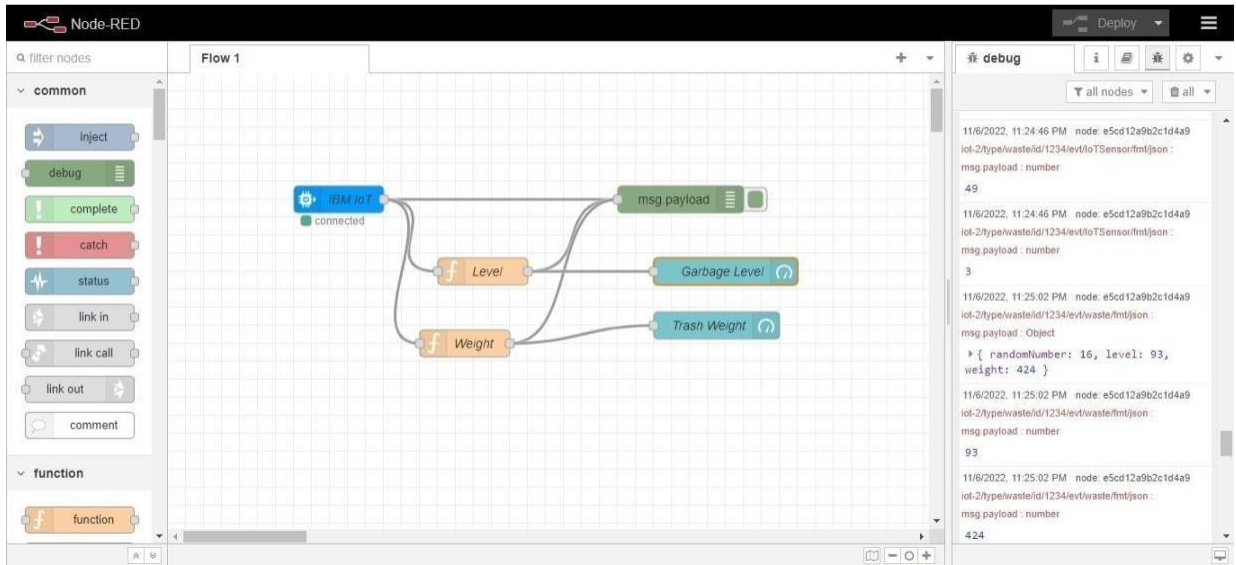 Node-RED
Deploy
filter nodes
Flow 1
debug
i
all nodes
all
common
inject
debug
complete
catch
status
link in
link call
link out
comment
function
f function
IBM IoT
connected
msg.payload
f Level
Garbage Level
f Weight
Trash Weight
11/6/2022, 11:24:46 PM node: e5cd12a9b2c1d4a9
iot-2/type/waste/id/1234/evt/IoTSensor/fmt/json :
msg.payload : number
49
11/6/2022, 11:24:46 PM node: e5cd12a9b2c1d4a9
iot-2/type/waste/id/1234/evt/IoTSensor/fmt/json :
msg.payload : number
3
11/6/2022, 11:25:02 PM node: e5cd12a9b2c1d4a9
iot-2/type/waste/id/1234/evt/waste/fmt/json :
msg.payload : Object
{ randomNumber: 16, level: 93,
weight: 424 }
11/6/2022, 11:25:02 PM node: e5cd12a9b2c1d4a9
iot-2/type/waste/id/1234/evt/waste/fmt/json :
msg.payload : number
93
11/6/2022, 11:25:02 PM node: e5cd12a9b2c1d4a9
iot-2/type/waste/id/1234/evt/waste/fmt/json :
msg.payload : number
424